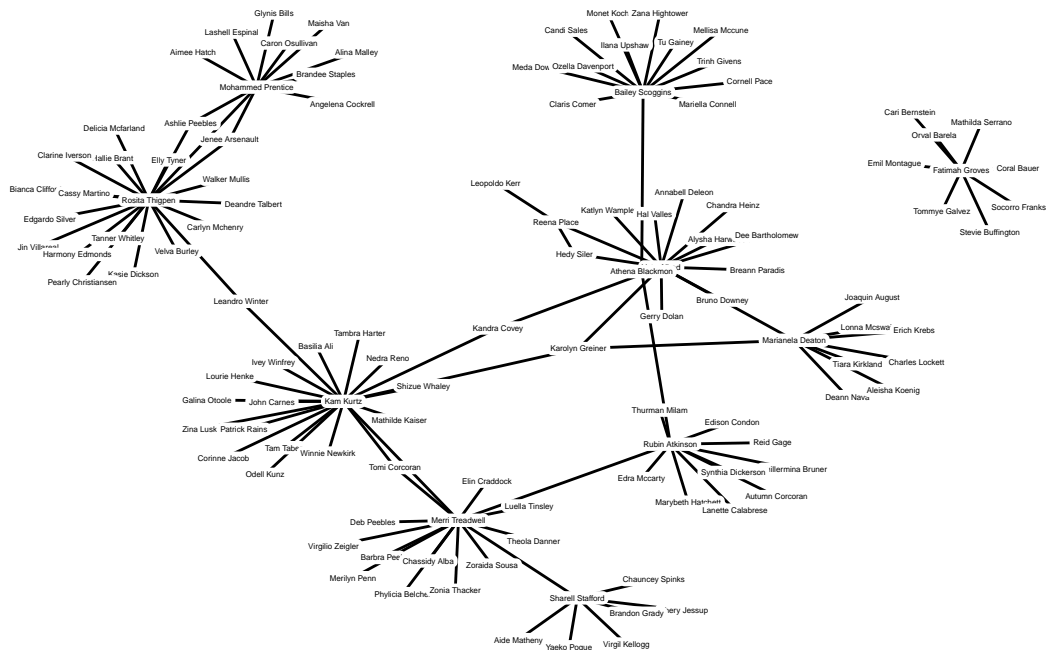 Glynis Bills
Maisha Van
Lashell Espinal
Caron Osullivan
Aimee Hatch
Alina Malley
Brandee Staples
Mohammed Prentice
Angelena Cockrell
Monet Koch
Zana Hightower
Candi Sales
Mellisa Mccune
Ilana Upshaw
Tu Gainey
Meda
Ozella Davenport
Trinh Givens
Cornell Pace
Bailey Scoggins
Claris Comer
Mariella Connell
Cari Bernstein
Mathilda Serrano
Orval Barela
Emil Montague
Fatimah Groves
Coral Bauer
Tommye Galvez
Socorro Franks
Stevie Buffington
Delicia Mcfarland
Ashlie Peebles
Jenee Arsenault
Clarine Iverson
Brant
Elly Tyner
Walker Mullis
Bianca
Cassy Martino
Rosita Thigpen
Deandre Talbert
Edgardo Silver
Carlyn Mchenry
Tanner Whitley
Jin
Harmony Edmonds
Velva Burley
Dickson
Pearly Christiansen
Leandro Winter
Leopoldo Kerr
Annabell Deleon
Katlyn
Hal Valles
Chandra Heinz
Reena Place
Alysha
Dee Bartholomew
Hedy Siler
Athena Blackmon
Breann Paradis
Bruno Downey
Gerry Dolan
Kandra Covey
Karolyn Greiner
Joaquin August
Lonna
Erich Krebs
Marianela Deaton
Tiara Kirkland
Charles Lockett
Aleisha Koenig
Deann Nava
Tambra Harter
Basilia Ali
Ivey Winfrey
Nedra Reno
Lourie Henke
Shizue Whaley
Galina Otoole
John Carnes
Kam Kurtz
Mathilde Kaiser
Zina Lusk
Patrick Rains
Tam
Winnie Newkirk
Corinne Jacob
Odell Kunz
Tomi Corcoran
Thurman Milam
Edison Condon
Rubin Atkinson
Reid Gage
Edra Mccarty
Synthia Dickerson
Bruner
Autumn Corcoran
Marybeth Hatchett
Lanette Calabrese
Elin Craddock
Luella Tinsley
Deb Peebles
Merri Treadwell
Theola Danner
Virgilio Zeigler
Barbra
Chassidy Alba
Zoraida Sousa
Merilyn Penn
Phylicia
Zonia Thacker
Chauncey Spinks
Sharell Stafford
Brandon Grady
Jessup
Aide Matheny
Yaeko Pogue
Virgil Kellogg